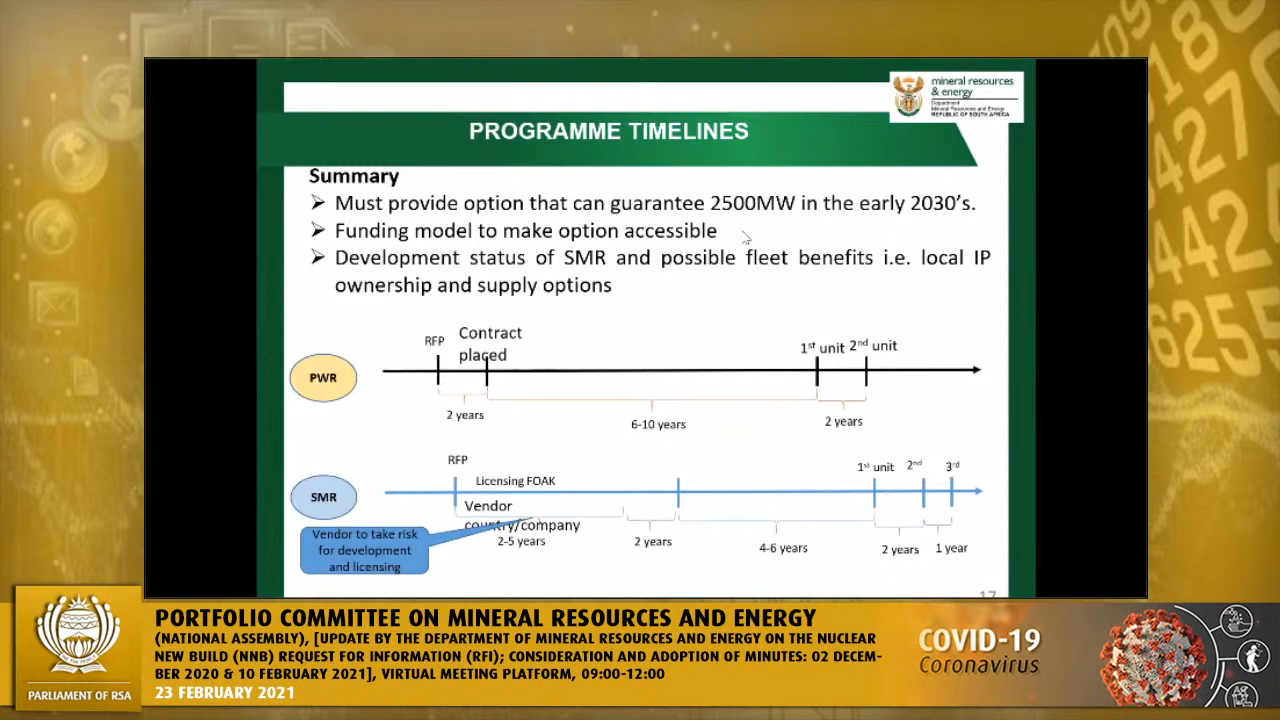 mineral resources
& energy
Department:
Mineral Resources and Energy
REPUBLIC OF SOUTH AFRICA
PROGRAMME TIMELINES
Summary
Must provide option that can guarantee 2500MW in the early 2030's.
Funding model to make option accessible
Development status of SMR and possible fleet benefits i.e. local IP
ownership and supply options
RFP
Contract
placed
1st unit
2nd unit
PWR
2 years
6-10 years
2 years
RFP
Licensing FOAK
1st unit
2nd
3rd
SMR
Vendor
country/company
2-5 years
2 years
4-6 years
2 years
1 year
Vendor to take risk
for development
and licensing
17
PARLIAMENT OF RSA
PORTFOLIO COMMITTEE ON MINERAL RESOURCES AND ENERGY
(NATIONAL ASSEMBLY), [UPDATE BY THE DEPARTMENT OF MINERAL RESOURCES AND ENERGY ON THE NUCLEAR
NEW BUILD (NNB) REQUEST FOR INFORMATION (RFI); CONSIDERATION AND ADOPTION OF MINUTES: 02 DECEM-
BER 2020 & 10 FEBRUARY 2021], VIRTUAL MEETING PLATFORM, 09:00-12:00
23 FEBRUARY 2021
COVID-19
Coronavirus